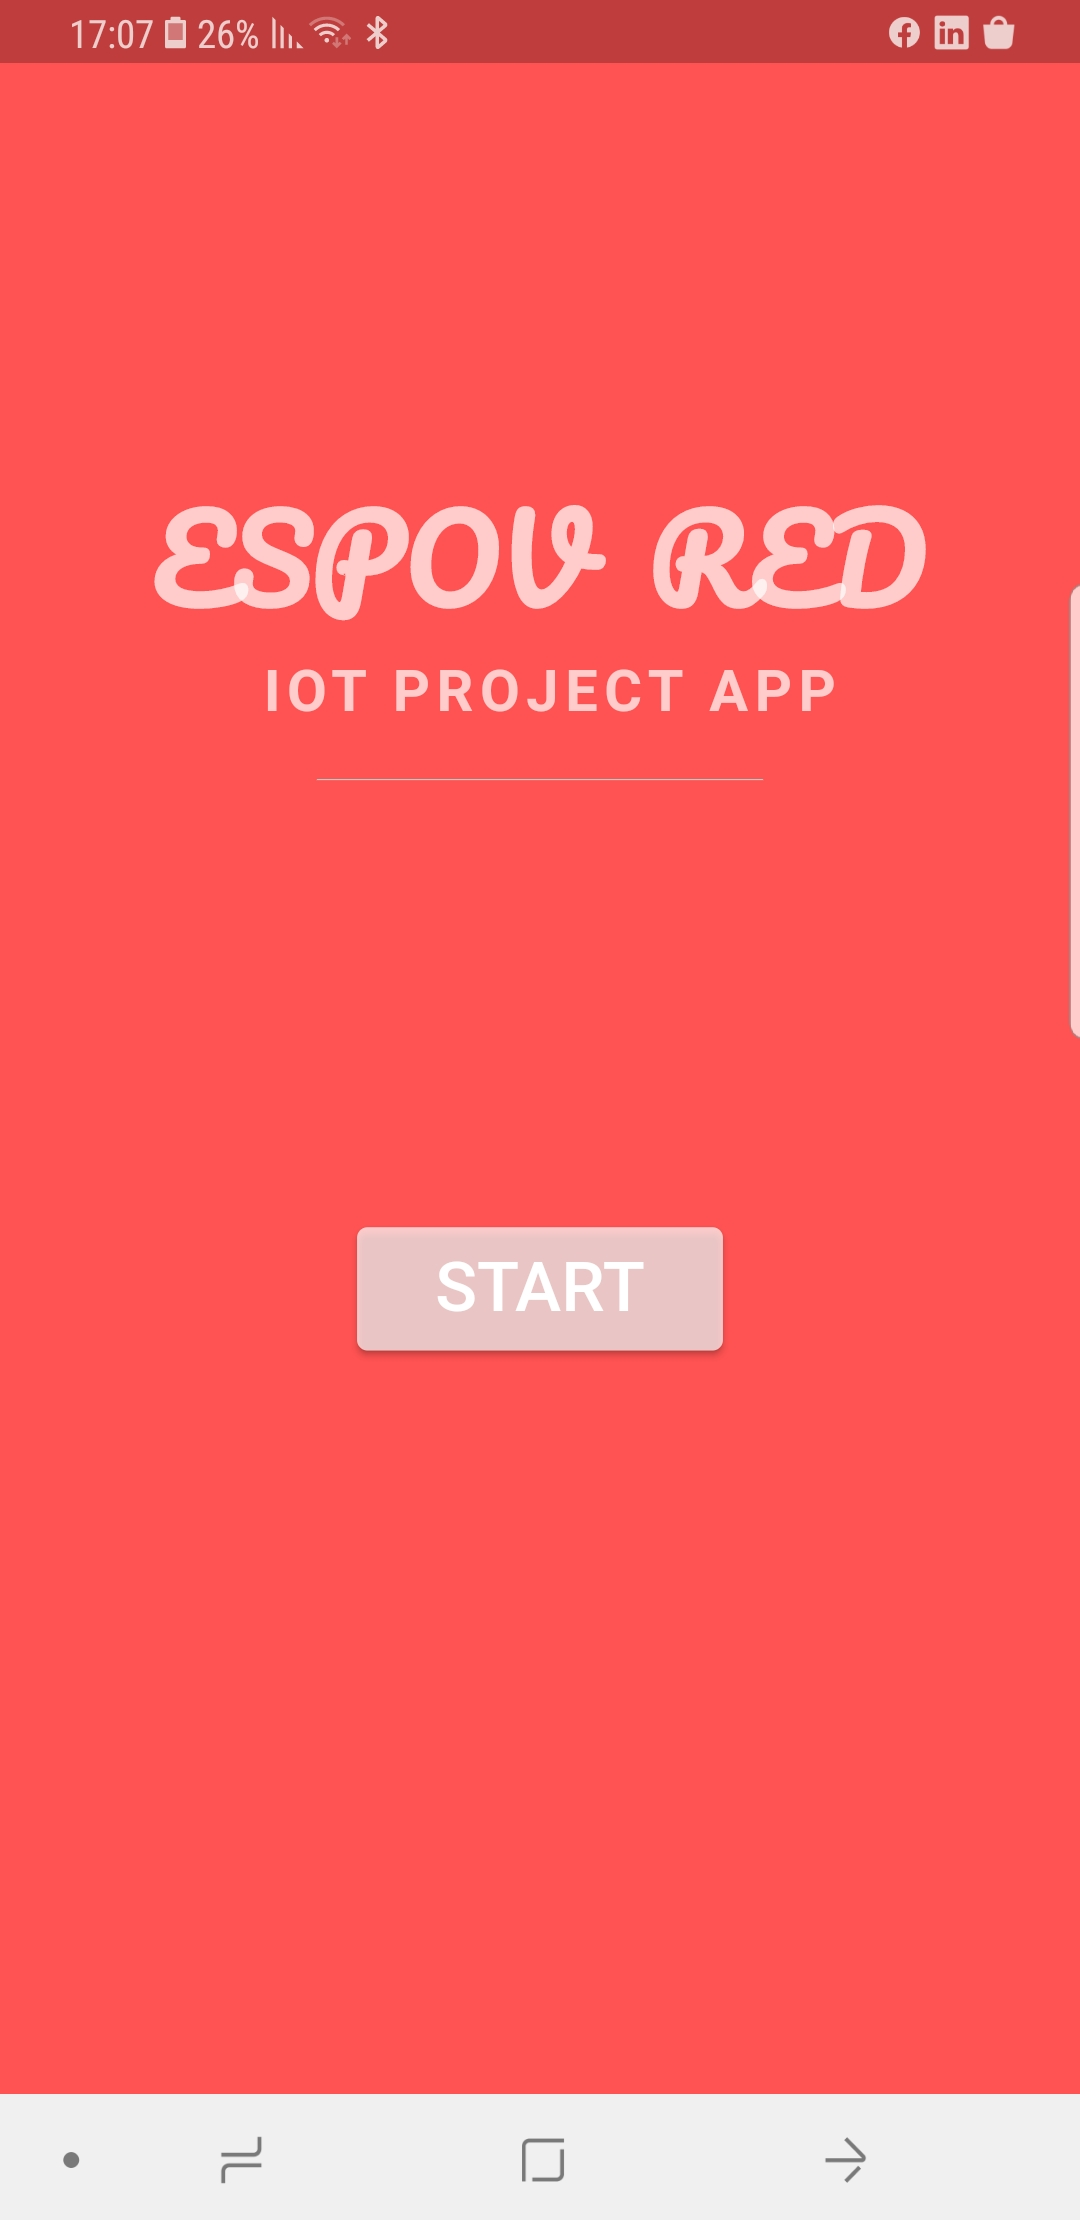 17:07 26%
ESPOV RED
IOT PROJECT APP
START